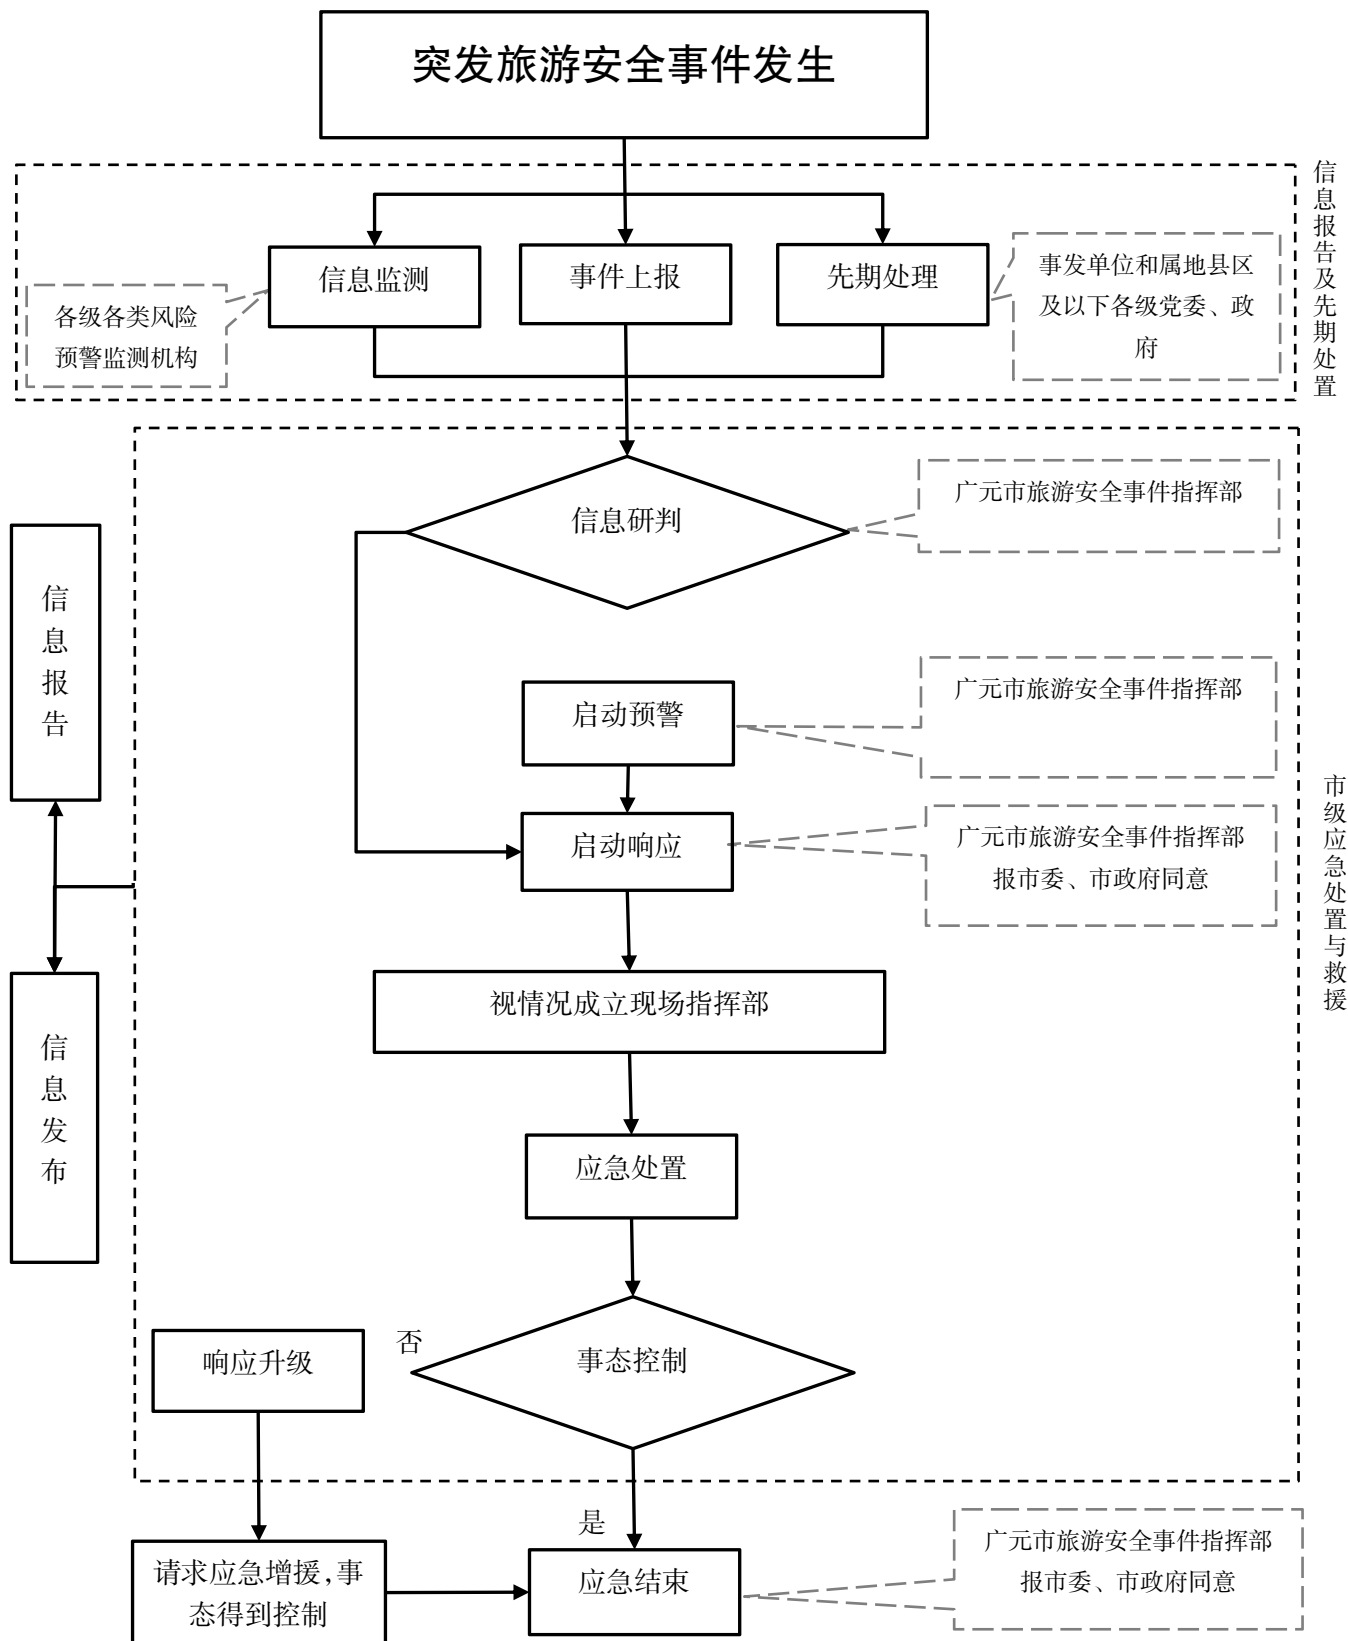 突发旅游安全事件发生
信息报告及先期处置
信息监测
事件上报
先期处理
各级各类风险
预警监测机构
事发单位和属地县区
及以下各级党委、政
府
信息研判
广元市旅游安全事件指挥部
信息报告
启动预警
广元市旅游安全事件指挥部
启动响应
广元市旅游安全事件指挥部
报市委、市政府同意
市级应急处置与救援
视情况成立现场指挥部
信息发布
应急处置
否
事态控制
响应升级
是
请求应急增援,事
态得到控制
应急结束
广元市旅游安全事件指挥部
报市委、市政府同意